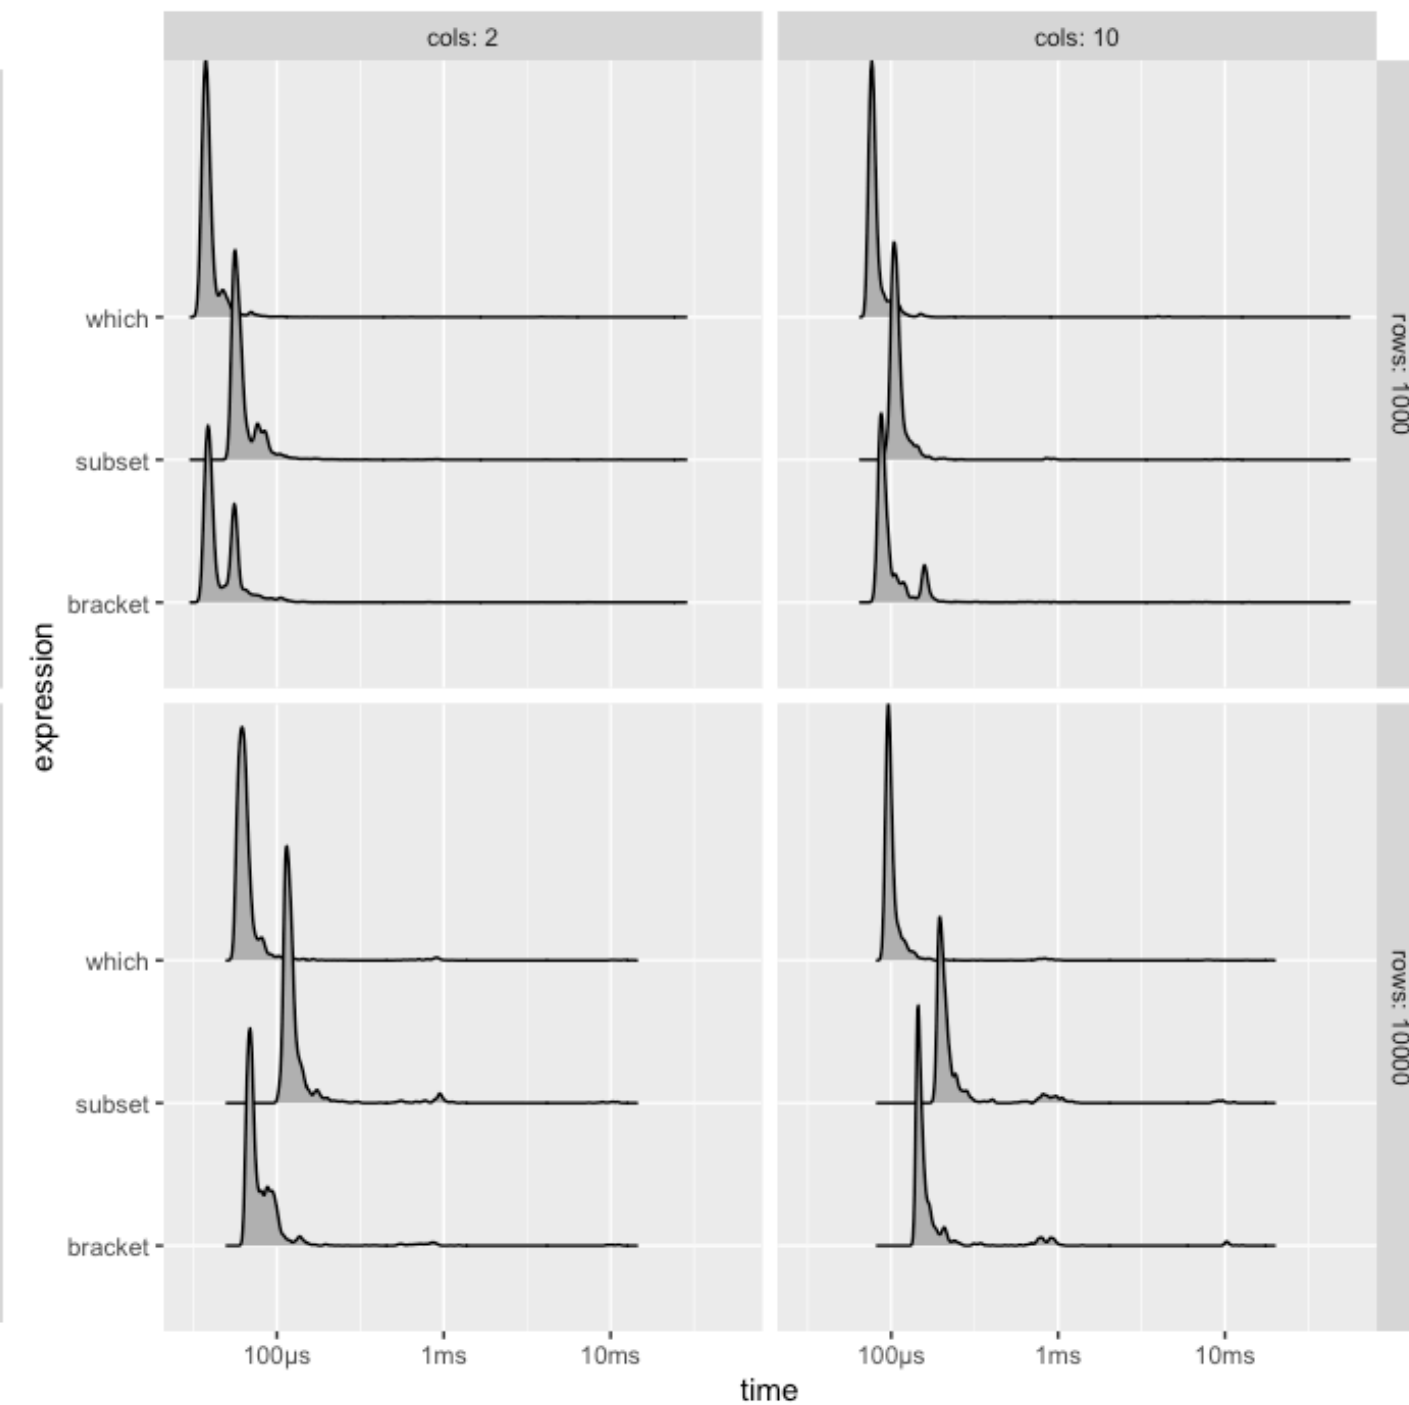 cols: 2
cols: 10
which
subset
bracket
rows: 1000
expression
which
subset
bracket
rows: 10000
100µs
1ms
10ms
100µs
1ms
10ms
time